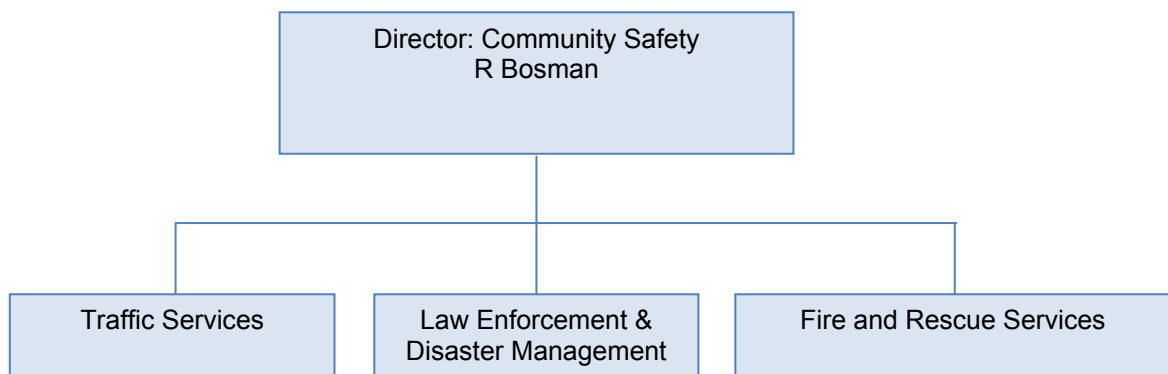 Director: Community Safety
R Bosman
Traffic Services
Law Enforcement &
Disaster Management
Fire and Rescue Services